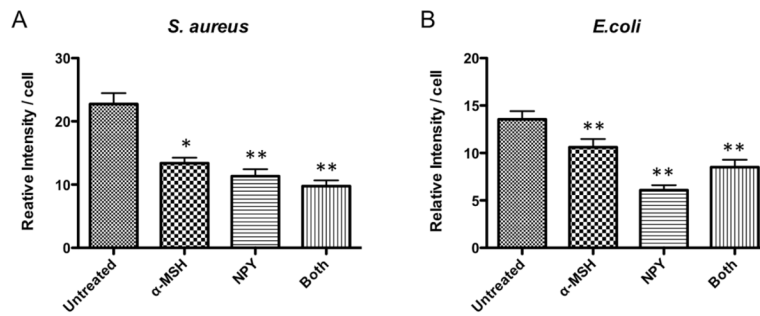 A
S. aureus
Reative Intensity / cell
30
20
10
0
*
**
**
Untreated
α-MSH
NPY
Both
B
E.coli
Relative Intensity / cell
20
15
10
5
0
**
**
**
Untreated
α-MSH
NPY
Both